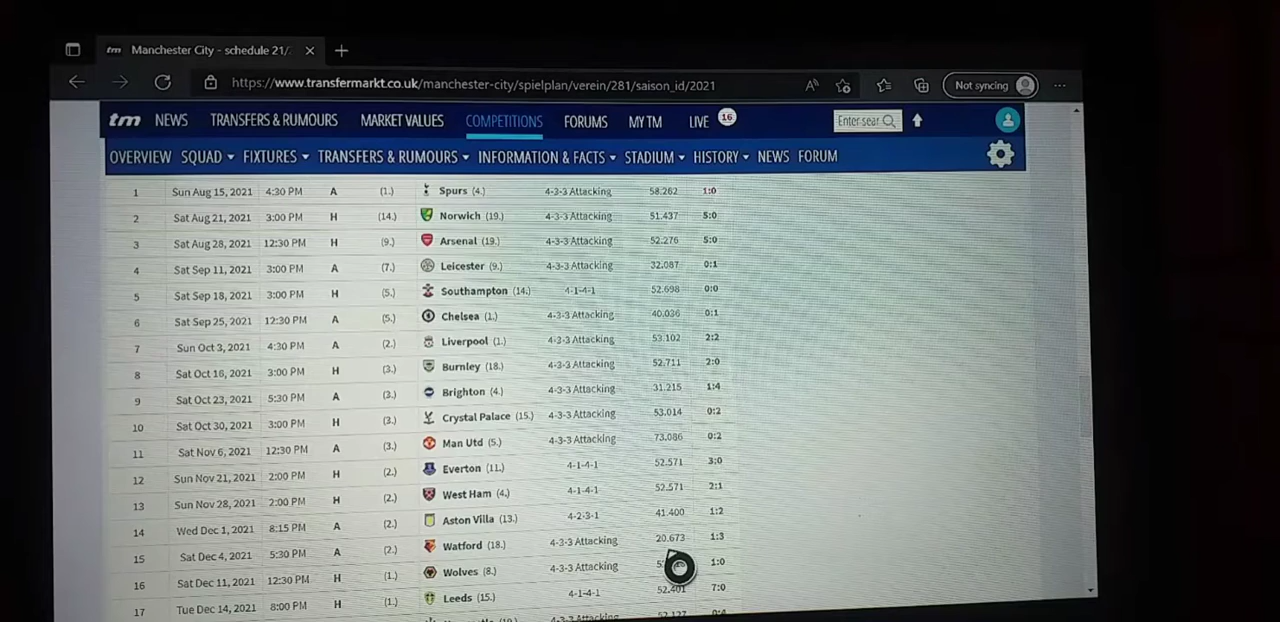 tm Manchester City - schedule 21/
https://www.transfermarkt.co.uk/manchester-city/spielplan/verein/281/saison_id/2021 Not syncing
tm NEWS TRANSFERS & RUMOURS MARKET VALUES COMPETITIONS FORUMS MY TM LIVE 16 Enter sear
OVERVIEW SQUAD FIXTURES TRANSFERS & RUMOURS INFORMATION & FACTS STADIUM HISTORY NEWS FORUM
1 Sun Aug 15, 2021 4:30 PM A (1.) Spurs (4.) 4-3-3 Attacking 58.262 1:0
2 Sat Aug 21, 2021 3:00 PM H (14.) Norwich (19.) 4-3-3 Attacking 51.437 5:0
3 Sat Aug 28, 2021 12:30 PM H (9.) Arsenal (19.) 4-3-3 Attacking 52.276 5:0
4 Sat Sep 11, 2021 3:00 PM A (7.) Leicester (9.) 4-3-3 Attacking 32.087 0:1
5 Sat Sep 18, 2021 3:00 PM H (5.) Southampton (14.) 4-1-4-1 52.698 0:0
6 Sat Sep 25, 2021 12:30 PM A (5.) Chelsea (1.) 4-3-3 Attacking 40.036 0:1
7 Sun Oct 3, 2021 4:30 PM A (2.) Liverpool (1.) 4-3-3 Attacking 53.102 2:2
8 Sat Oct 16, 2021 3:00 PM H (3.) Burnley (18.) 4-3-3 Attacking 52.711 2:0
9 Sat Oct 23, 2021 5:30 PM A (3.) Brighton (4.) 4-3-3 Attacking 31.215 1:4
10 Sat Oct 30, 2021 3:00 PM H (3.) Crystal Palace (15.) 4-3-3 Attacking 53.014 0:2
11 Sat Nov 6, 2021 12:30 PM A (3.) Man Utd (5.) 4-3-3 Attacking 73.086 0:2
12 Sun Nov 21, 2021 2:00 PM H (2.) Everton (11.) 4-1-4-1 52.571 3:0
13 Sun Nov 28, 2021 2:00 PM H (2.) West Ham (4.) 4-1-4-1 52.571 2:1
14 Wed Dec 1, 2021 8:15 PM A (2.) Aston Villa (13.) 4-2-3-1 41.400 1:2
15 Sat Dec 4, 2021 5:30 PM A (2.) Watford (18.) 4-3-3 Attacking 20.673 1:3
16 Sat Dec 11, 2021 12:30 PM H (1.) Wolves (8.) 4-3-3 Attacking 1:0
17 Tue Dec 14, 2021 8:00 PM H (1.) Leeds (15.) 4-1-4-1 52.401 7:0